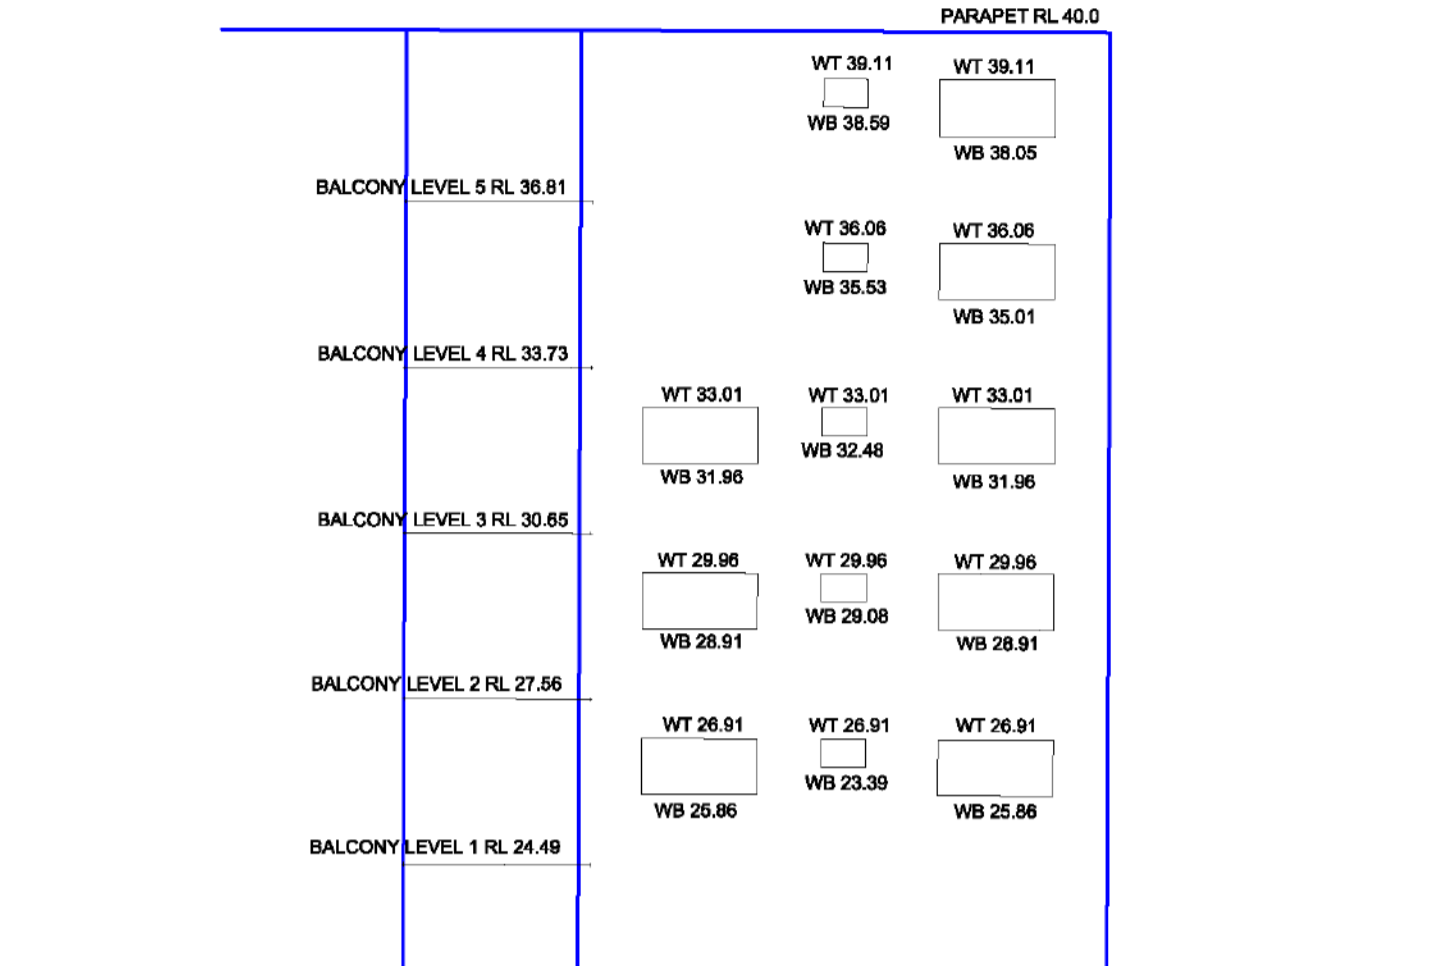 PARAPET RL 40.0
WT 39.11
WT 39.11
WB 38.59
WB 38.05
BALCONY LEVEL 5 RL 36.81
WT 36.06
WT 36.06
WB 35.53
WB 35.01
BALCONY LEVEL 4 RL 33.73
WT 33.01
WT 33.01
WT 33.01
WB 32.48
WB 31.96
WB 31.96
BALCONY LEVEL 3 RL 30.65
WT 29.96
WT 29.96
WT 29.96
WB 29.08
WB 28.91
WB 28.91
BALCONY LEVEL 2 RL 27.56
WT 26.91
WT 26.91
WT 26.91
WB 23.39
WB 25.86
WB 25.86
BALCONY LEVEL 1 RL 24.49